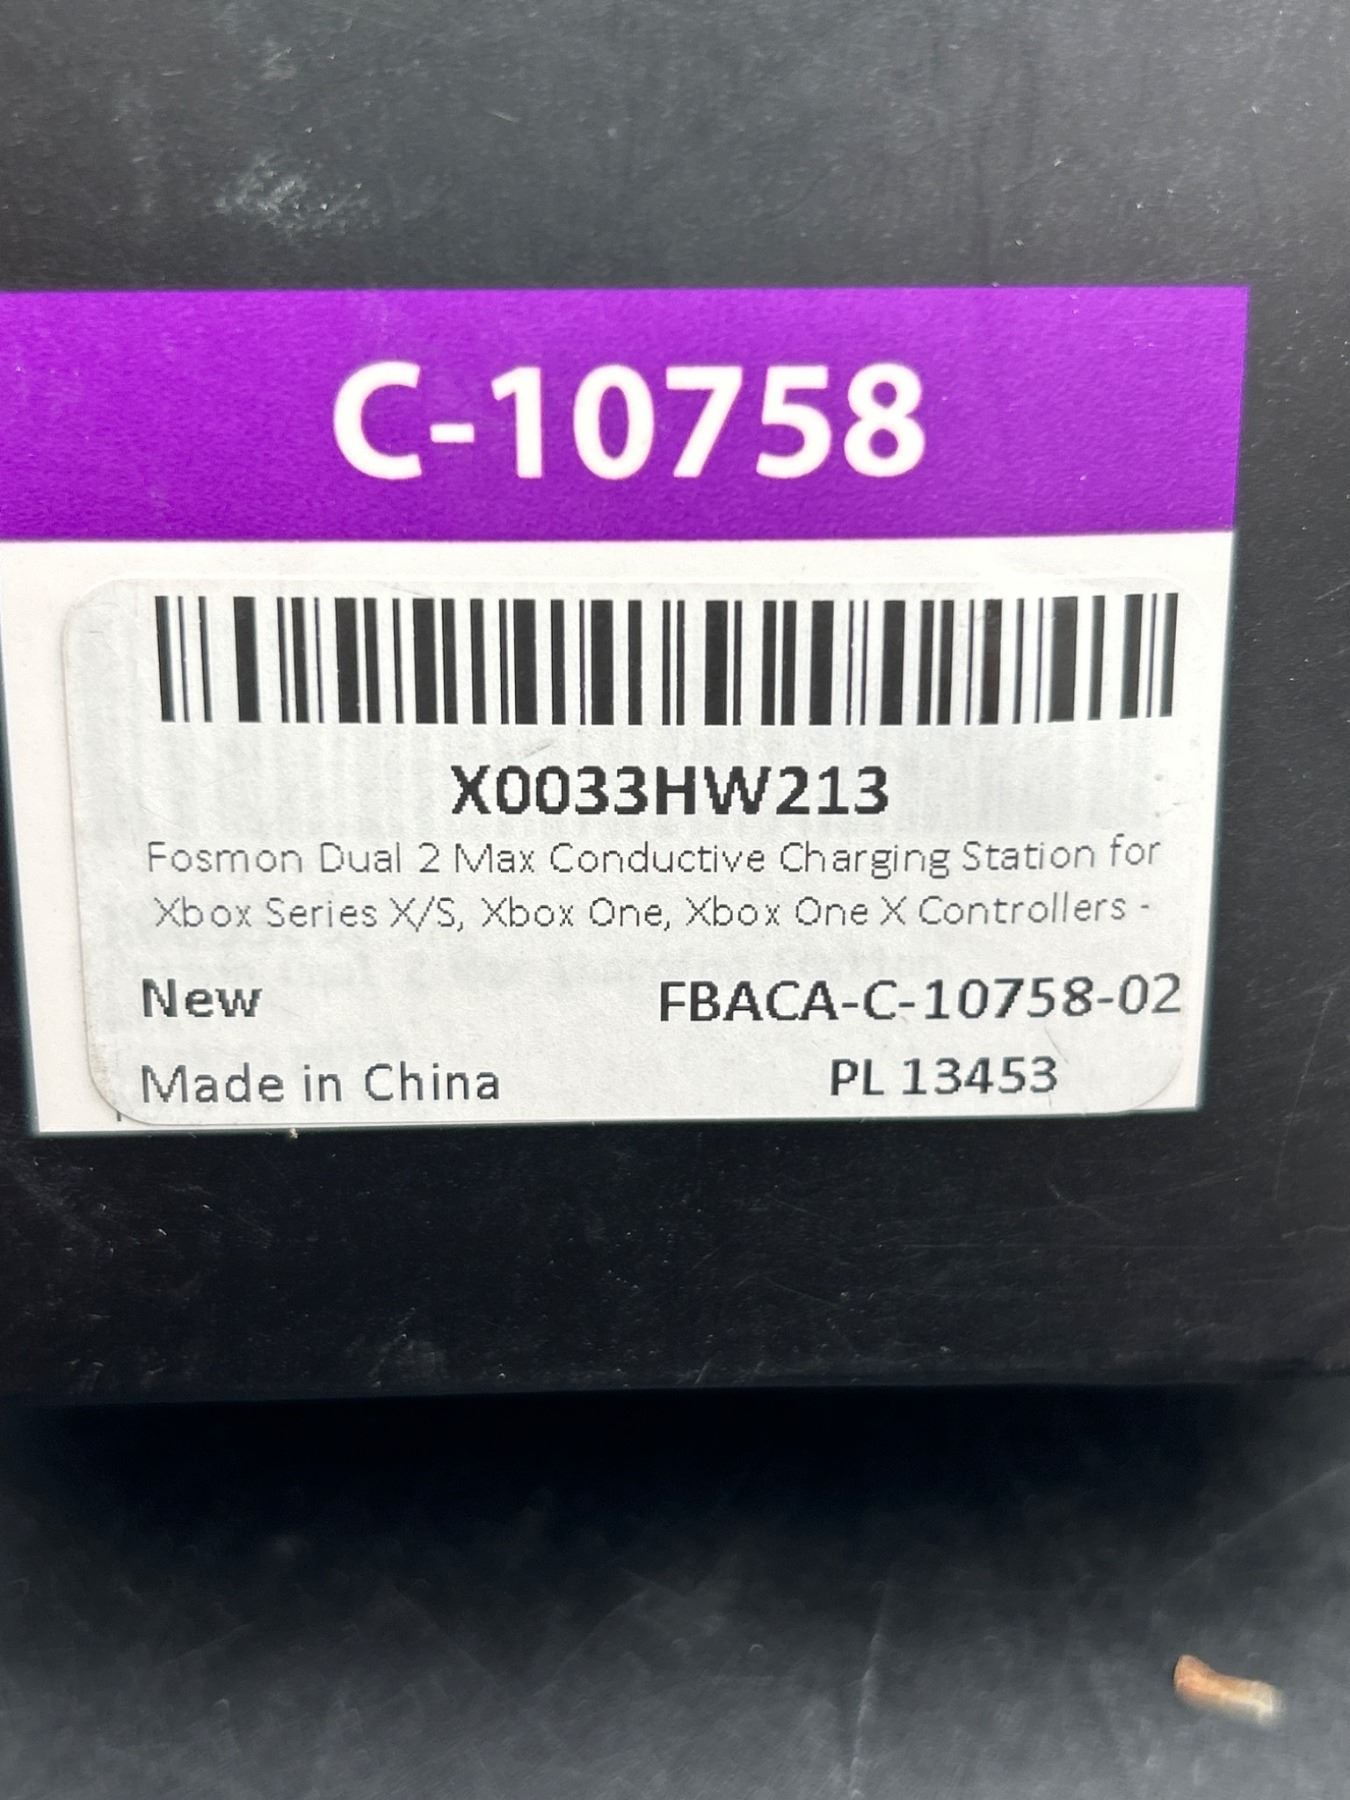 C-10758
X0033HW213
Fosmon Dual 2 Max Conductive Charging Station for
Xbox Series X/S, Xbox One, Xbox One X Controllers -
New FBACA-C-10758-02
Made in China PL 13453